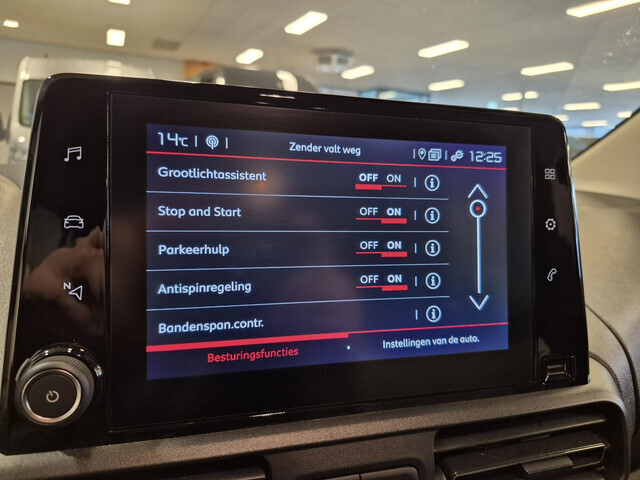 14°C Zender valt weg 12:25
Grootlichtassistent OFF ON
Stop and Start OFF ON
Parkeerhulp OFF ON
Antispinregeling OFF ON
Bandenspan.contr.
Besturingsfuncties Instellingen van de auto.
N